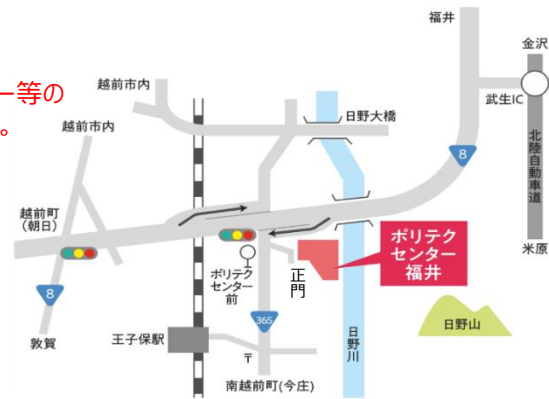 福井
金沢
ー等の
。
越前市内
日野大橋
武生IC
越前市内
8
北陸自動車道
越前町
(朝日)
ポリテク
センター
福井
米原
ポリテク
センター
前
正門
8
365
日野山
敦賀
王子保駅
〒
日野川
南越前町(今庄)